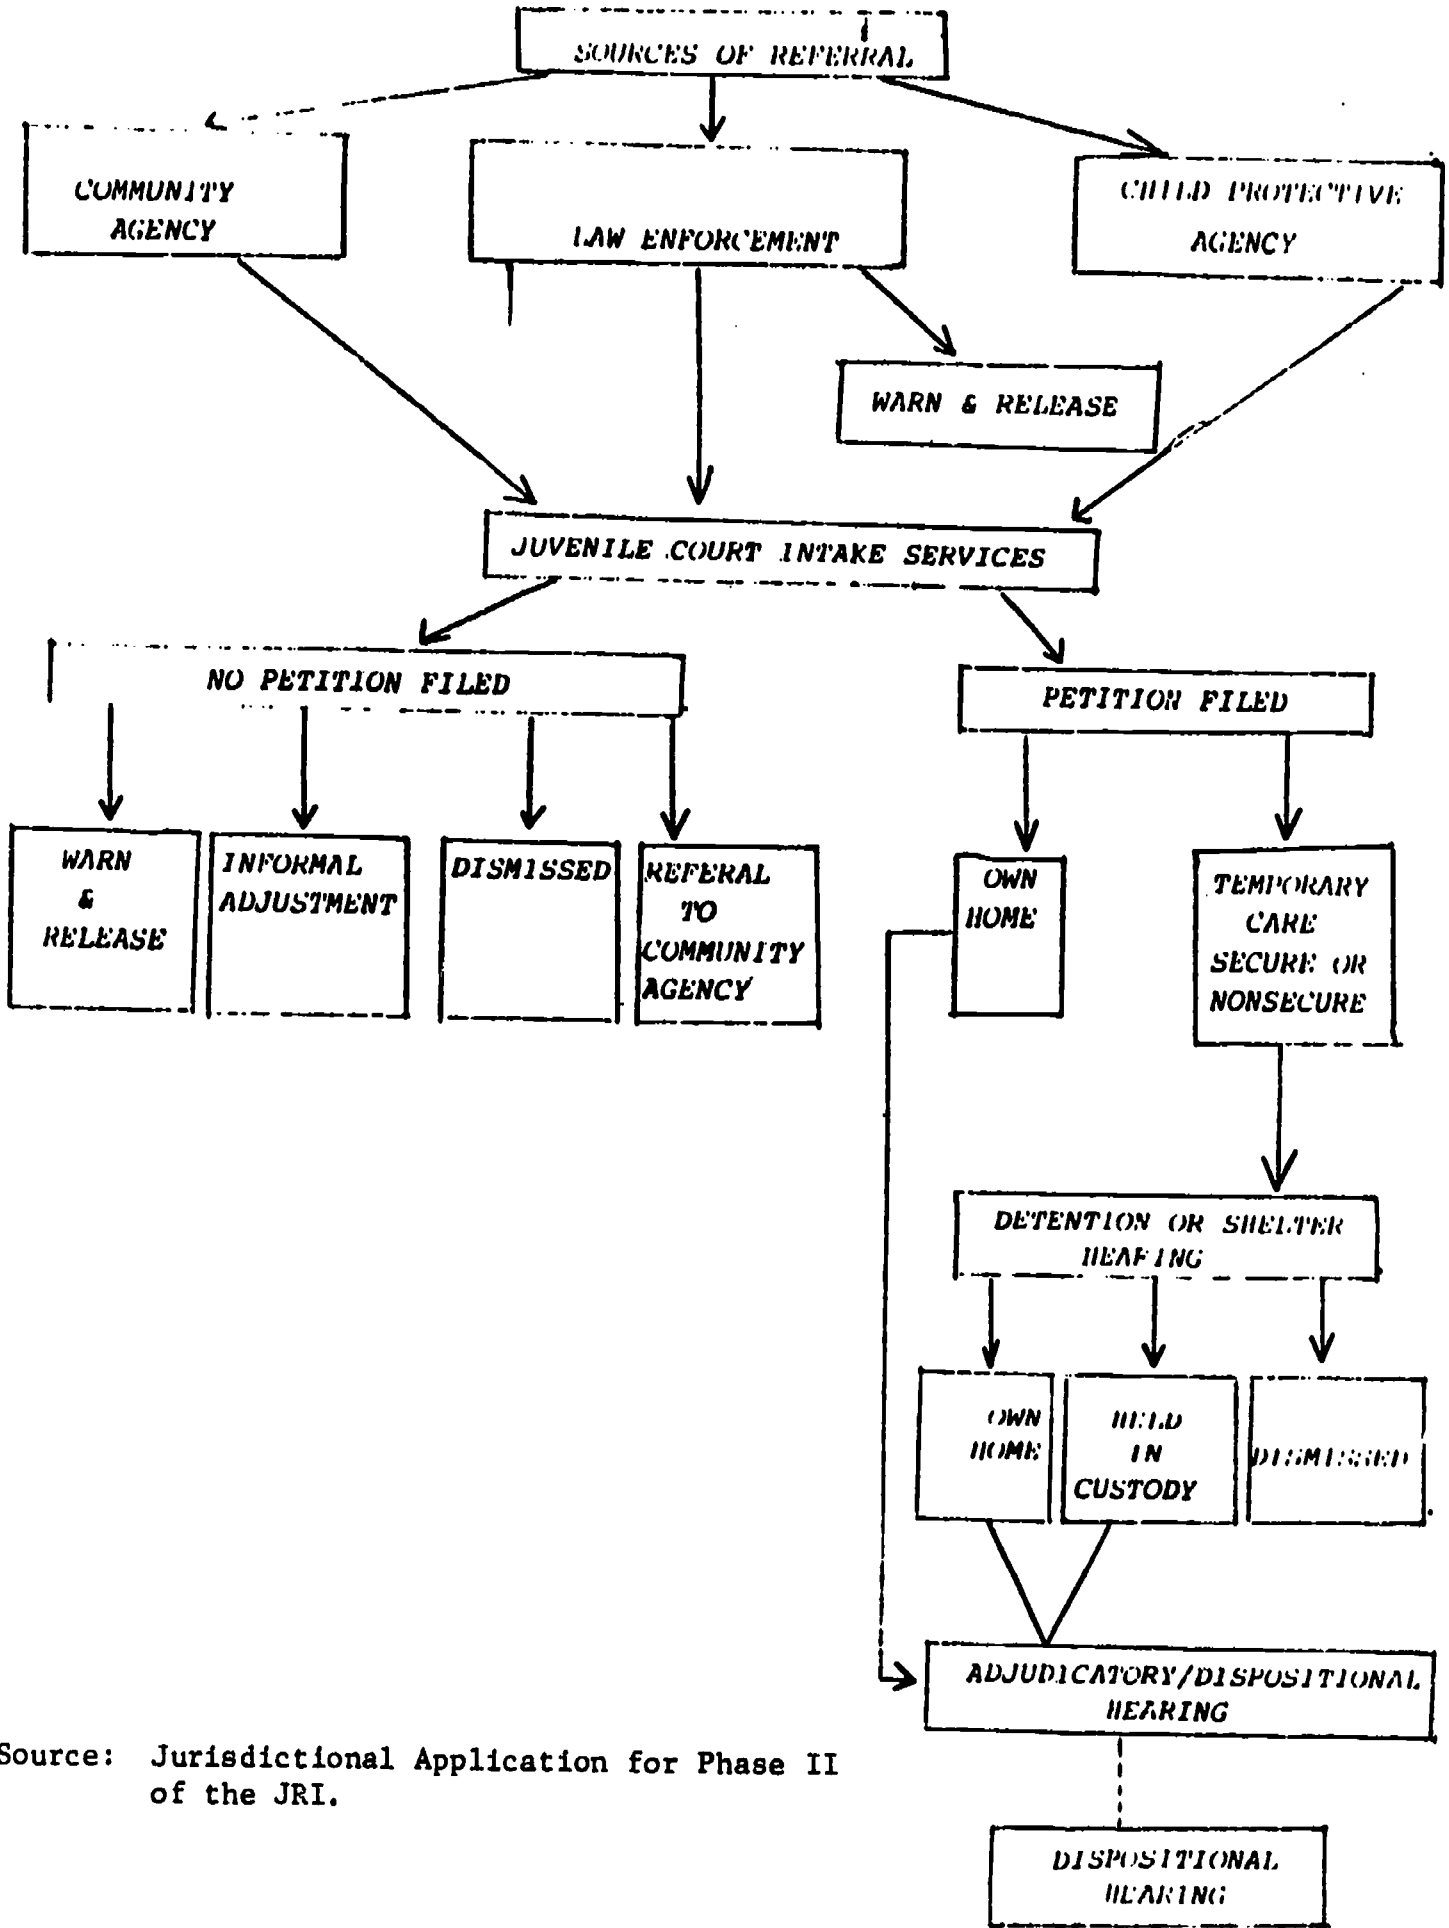 SOURCES OF REFERRAL
COMMUNITY
AGENCY
LAW ENFORCEMENT
CHILD PROTECTIVE
AGENCY
WARN & RELEASE
JUVENILE COURT INTAKE SERVICES
NO PETITION FILED
PETITION FILED
WARN
&
RELEASE
INFORMAL
ADJUSTMENT
DISMISSED
REFERAL
TO
COMMUNITY
AGENCY
OWN
HOME
TEMPORARY
CARE
SECURE OR
NONSECURE
DETENTION OR SHELTER
HEARING
OWN
HOME
HELD
IN
CUSTODY
DISMISSED
ADJUDICATORY/DISPOSITIONAL
HEARING
Source: Jurisdictional Application for Phase II
of the JRI.
DISPOSITIONAL
HEARING